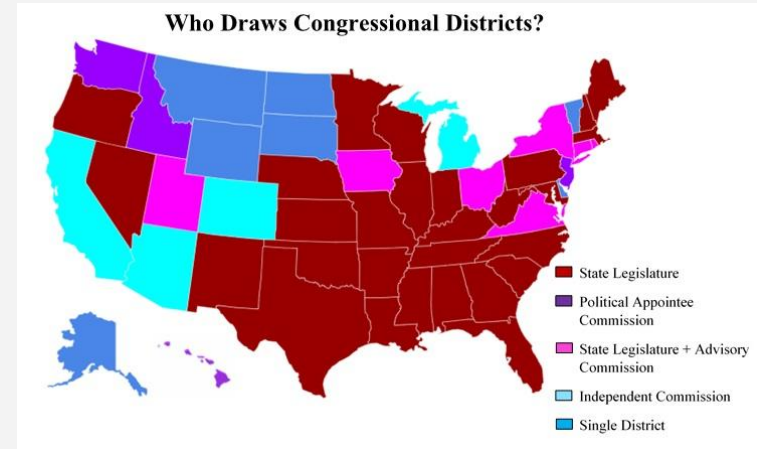 Who Draws Congressional Districts?
State Legislature
Political Appointee
Commission
State Legislature + Advisory
Commission
Independent Commission
Single District